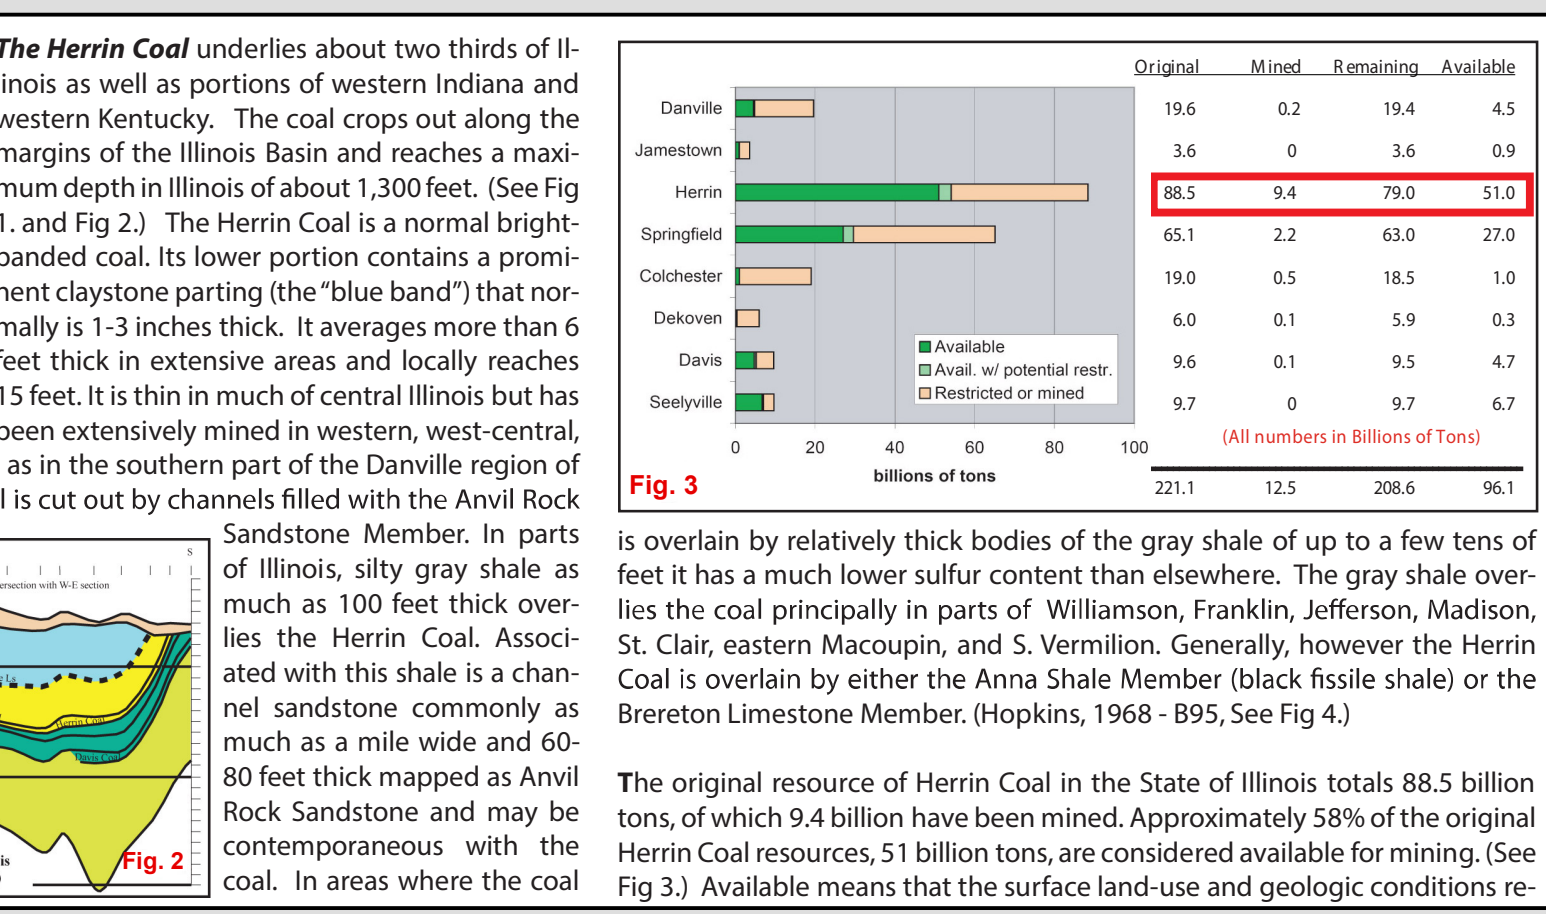 The Herrin Coal underlies about two thirds of Il-
linois as well as portions of western Indiana and
western Kentucky. The coal crops out along the
margins of the Illinois Basin and reaches a maxi-
mum depth in Illinois of about 1,300 feet. (See Fig
1. and Fig 2.) The Herrin Coal is a normal bright-
banded coal. Its lower portion contains a promi-
nent claystone parting (the “blue band”) that nor-
mally is 1-3 inches thick. It averages more than 6
feet thick in extensive areas and locally reaches
15 feet. It is thin in much of central Illinois but has
been extensively mined in western, west-central,
as in the southern part of the Danville region of
l is cut out by channels filled with the Anvil Rock
Sandstone Member. In parts
of Illinois, silty gray shale as
much as 100 feet thick over-
lies the Herrin Coal. Associ-
ated with this shale is a chan-
nel sandstone commonly as
much as a mile wide and 60-
80 feet thick mapped as Anvil
Rock Sandstone and may be
contemporaneous with the
coal. In areas where the coal
S
ersection with W-E section
e Ls
Herrin Coal
Davis Coal
is
Fig. 2
Original Mined Remaining Available
Danville 19.6 0.2 19.4 4.5
Jamestown 3.6 0 3.6 0.9
Herrin 88.5 9.4 79.0 51.0
Springfield 65.1 2.2 63.0 27.0
Colchester 19.0 0.5 18.5 1.0
Dekoven 6.0 0.1 5.9 0.3
Davis 9.6 0.1 9.5 4.7
Seelyville 9.7 0 9.7 6.7
Available
Avail. w/ potential restr.
Restricted or mined
(All numbers in Billions of Tons)
0 20 40 60 80 100
billions of tons
Fig. 3
221.1 12.5 208.6 96.1
is overlain by relatively thick bodies of the gray shale of up to a few tens of
feet it has a much lower sulfur content than elsewhere. The gray shale over-
lies the coal principally in parts of Williamson, Franklin, Jefferson, Madison,
St. Clair, eastern Macoupin, and S. Vermilion. Generally, however the Herrin
Coal is overlain by either the Anna Shale Member (black fissile shale) or the
Brereton Limestone Member. (Hopkins, 1968 - B95, See Fig 4.)
The original resource of Herrin Coal in the State of Illinois totals 88.5 billion
tons, of which 9.4 billion have been mined. Approximately 58% of the original
Herrin Coal resources, 51 billion tons, are considered available for mining. (See
Fig 3.) Available means that the surface land-use and geologic conditions re-